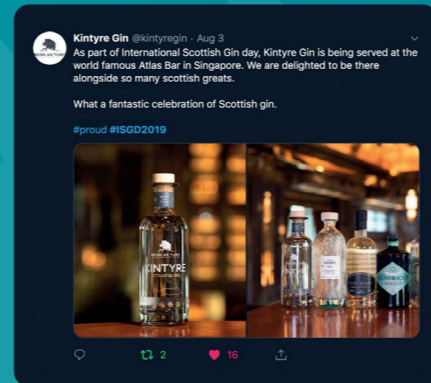 Kintyre Gin @kintyregin · Aug 3
As part of International Scottish Gin day, Kintyre Gin is being served at the
world famous Atlas Bar in Singapore. We are delighted to be there
alongside so many scottish greats.
What a fantastic celebration of Scottish gin.
#proud #ISGD2019
KINTYRE
KINTYRE
HENDRICK'S
2
16